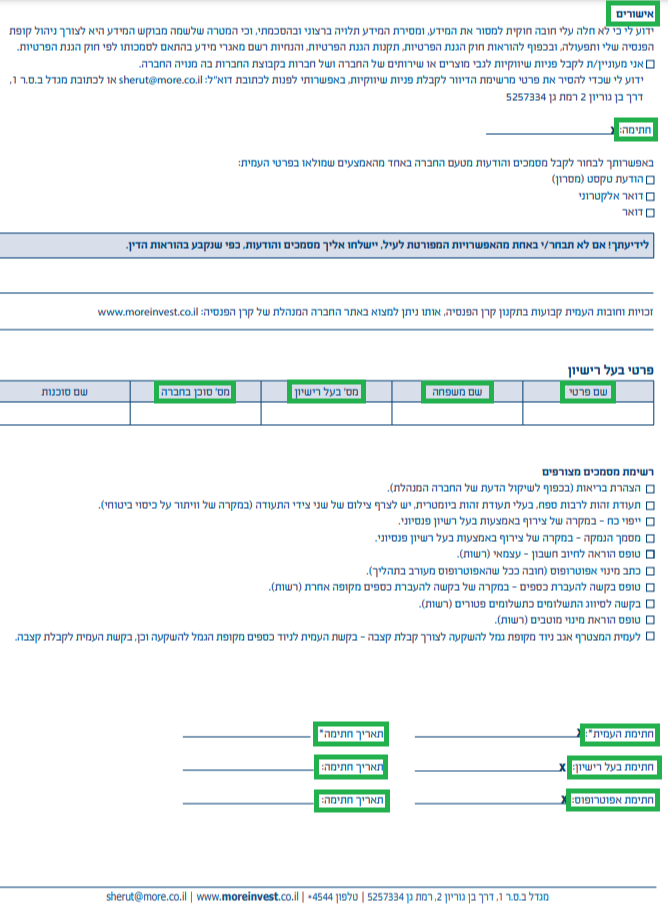 אישורים
ידוע לי כי לא חלה עלי חובה חוקית למסור את המידע, ומסירת המידע תלויה ברצוני ובהסכמתי, וכי המטרה שלשמה מבוקש המידע היא לצורך ניהול קופת
הפנסיה שלי ותפעולה, ובכפוף להוראות חוק הגנת הפרטיות, תקנות הגנת הפרטיות, והנחיות רשם מאגרי מידע בהתאם לסמכותו לפי חוק הגנת הפרטיות.
☐ אני מעוניין/ת לקבל פניות שיווקיות לגבי מוצרים או שירותים של החברה ושל חברות בקבוצת החברות בה מנויה החברה.
ידוע לי שכדי להסיר את פרטי מרשימת הדיוור לקבלת פניות שיווקיות, באפשרותי לפנות לכתובת דוא"ל: sherut@more.co.il או לכתובת מגדל ב.ס.ר 1,
דרך בן גוריון 2 רמת גן 5257334
חתימה: x
באפשרותך לבחור לקבל מסמכים והודעות מטעם החברה באחד מהאמצעים שמולאו בפרטי העמית:
☐ הודעת טקסט (מסרון)
☐ דואר אלקטרוני
☐ דואר
לידיעתך! אם לא תבחר/י באחת מהאפשרויות המפורטת לעיל, יישלחו אליך מסמכים והודעות, כפי שנקבע בהוראות הדין.
זכויות וחובות העמית קבועות בתקנון קרן הפנסיה, אותו ניתן למצוא באתר החברה המנהלת של קרן הפנסיה: www.moreinvest.co.il
פרטי בעל רישיון
שם פרטי שם משפחה מס' בעל רישיון מס' סוכן בחברה שם סוכנות
רשימת מסמכים מצורפים
☐ הצהרת בריאות (בכפוף לשיקול הדעת של החברה המנהלת).
☐ תעודת זהות לרבות ספח, בעלי תעודת זהות ביומטרית, יש לצרף צילום של שני צידי התעודה (במקרה של וויתור על כיסוי ביטוחי).
☐ ייפוי כח – במקרה של צירוף באמצעות בעל רשיון פנסיוני.
☐ מסמך הנמקה – במקרה של צירוף באמצעות בעל רשיון פנסיוני.
☐ טופס הוראה לחיוב חשבון – עצמאי (רשות).
☐ כתב מינוי אפוטרופוס (חובה ככל שהאפוטרופוס מעורב בתהליך).
☐ טופס בקשה להעברת כספים – במקרה של בקשה להעברת כספים מקופה אחרת (רשות).
☐ בקשה לסיווג התשלומים כתשלומים פטורים (רשות).
☐ טופס הוראת מינוי מוטבים (רשות).
☐ לעמית המצטרף אגב ניוד מקופת גמל להשקעה לצורך קבלת קצבה – בקשת העמית לניוד כספים מקופת הגמל להשקעה וכן, בקשת העמית לקבלת קצבה.
חתימת העמית*: x תאריך חתימה*
חתימת בעל רישיון: x תאריך חתימה:
חתימת אפוטרופוס: x תאריך חתימה:
מגדל ב.ס.ר 1, דרך בן גוריון 2, רמת גן 5257334 | טלפון 4544* | sherut@more.co.il | www.moreinvest.co.il